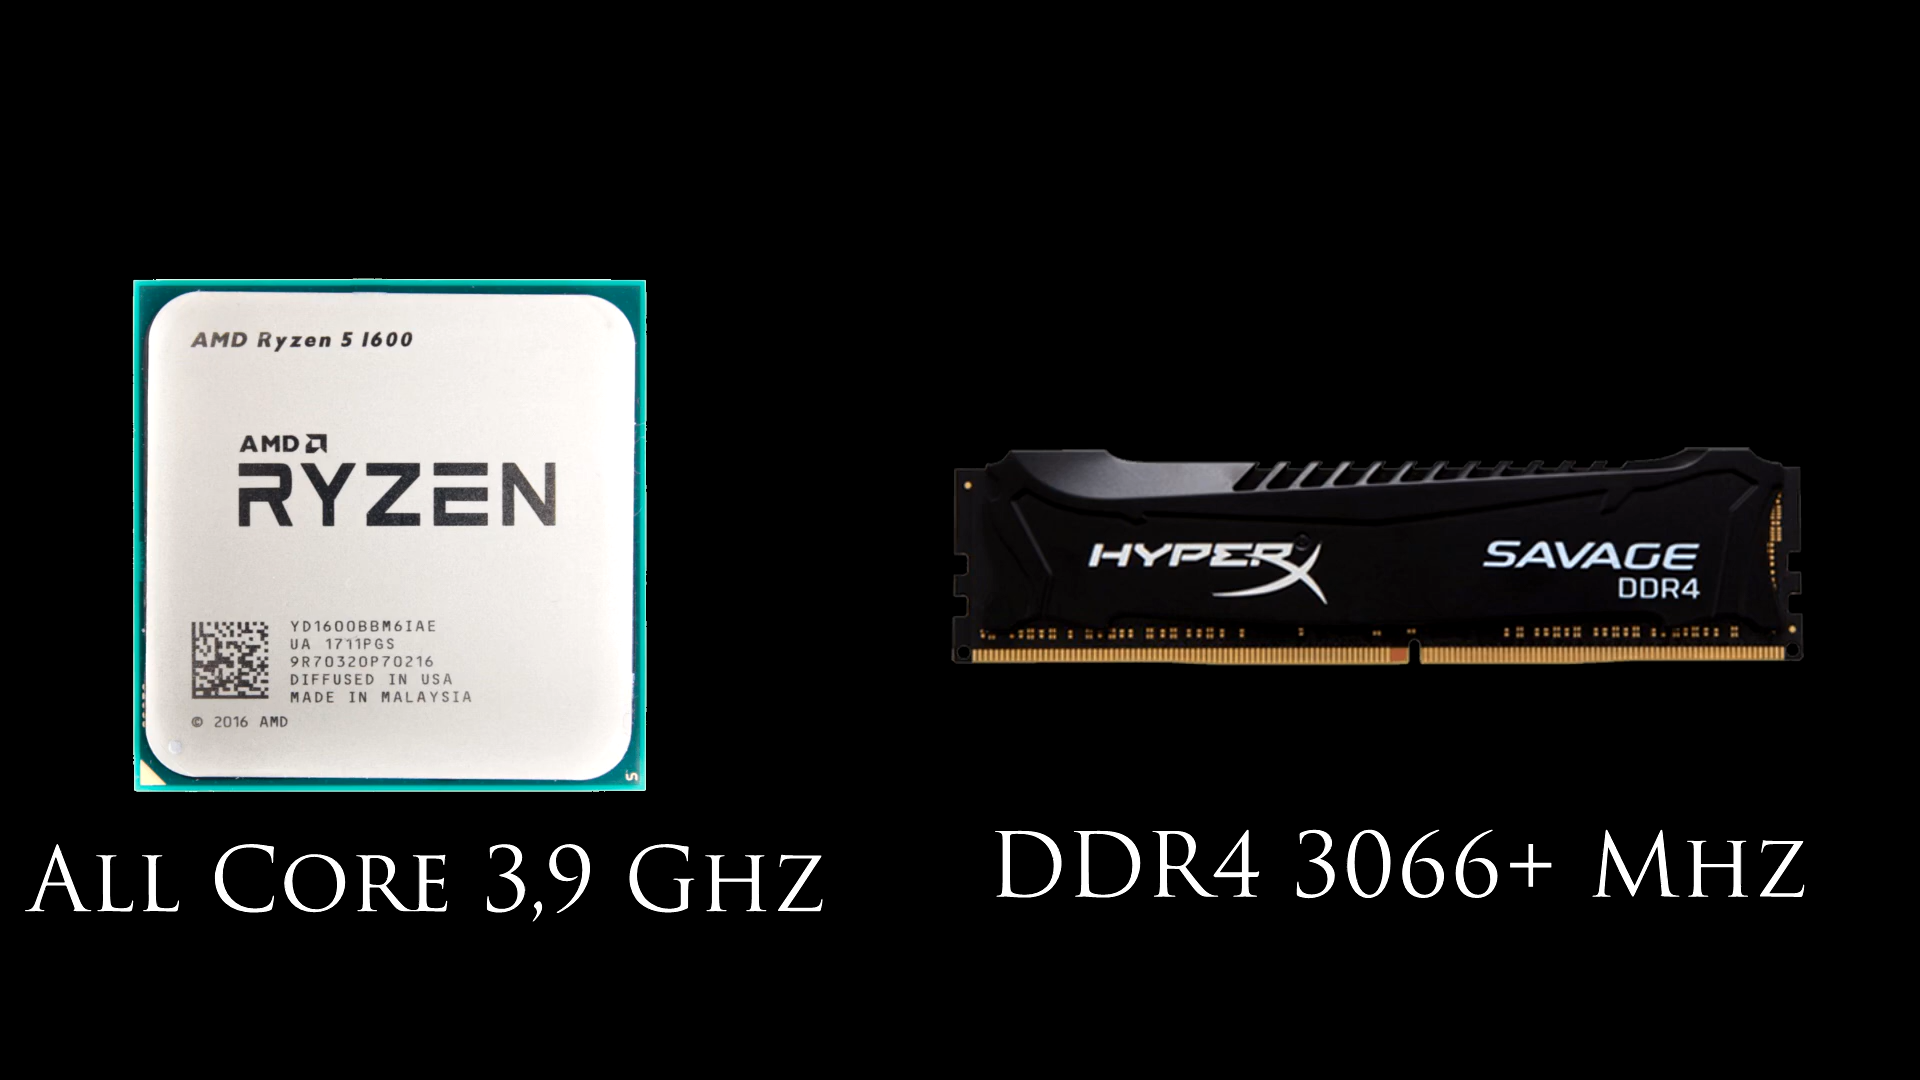 AMD Ryzen 5 1600
AMD
RYZEN
YD1600BBM6IAE
UA 1711PGS
9R70320P70216
DIFFUSED IN USA
MADE IN MALAYSIA
© 2016 AMD
S
HYPERX
SAVAGE
DDR4
ALL CORE 3,9 GHZ
DDR4 3066+ MHZ